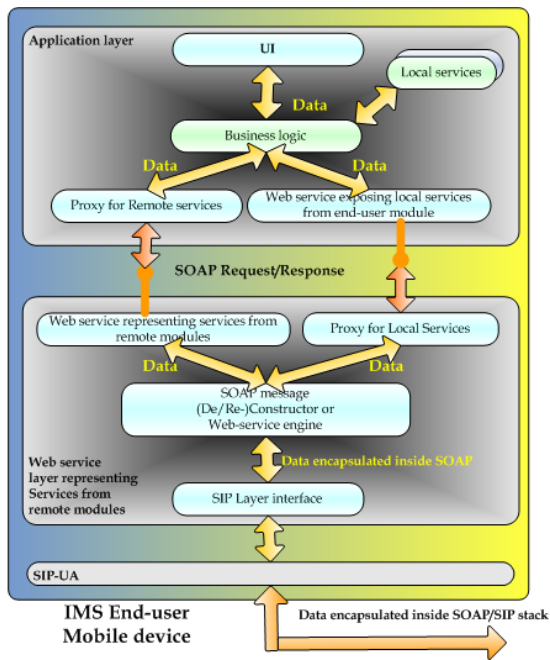 Application layer
UI
Local services
Data
Business logic
Data
Data
Proxy for Remote services
Web service exposing local services
from end-user module
SOAP Request/Response
Web service representing services from
remote modules
Proxy for Local Services
Data
Data
SOAP message
(De/Re-)Constructor or
Web-service engine
Data encapsulated inside SOAP
Web service
layer representing
Services from
remote modules
SIP Layer interface
SIP-UA
IMS End-user
Mobile device
Data encapsulated inside SOAP/SIP stack